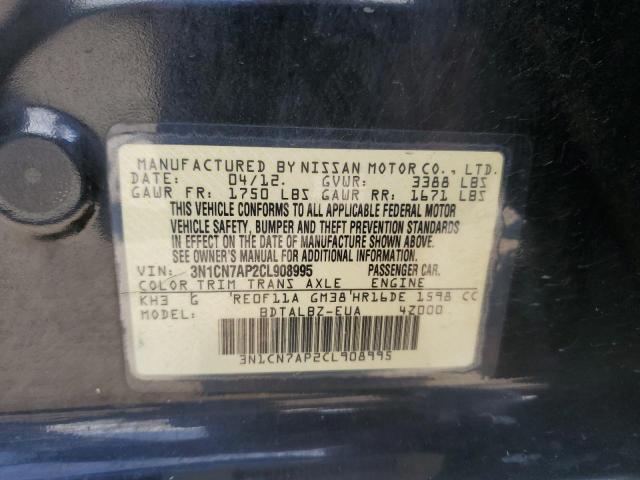 MANUFACTURED BY NISSAN MOTOR CO., LTD.
DATE: 04/12. GVWR: 3388 LBS
GAWR FR: 1750 LBS GAWR RR: 1671 LBS
THIS VEHICLE CONFORMS TO ALL APPLICABLE FEDERAL MOTOR
VEHICLE SAFETY, BUMPER AND THEFT PREVENTION STANDARDS
IN EFFECT ON THE DATE OF MANUFACTURE SHOWN ABOVE.
SEE OWNER'S MANUAL FOR ADDITIONAL INFORMATION.
VIN: 3N1CN7AP2CL908995 PASSENGER CAR.
COLOR TRIM TRANS AXLE ENGINE
KH3 G RE0F11A GM38 HR16DE 1598 CC
MODEL: BDTALBZ-EUA 4Z000
3N1CN7AP2CL908995